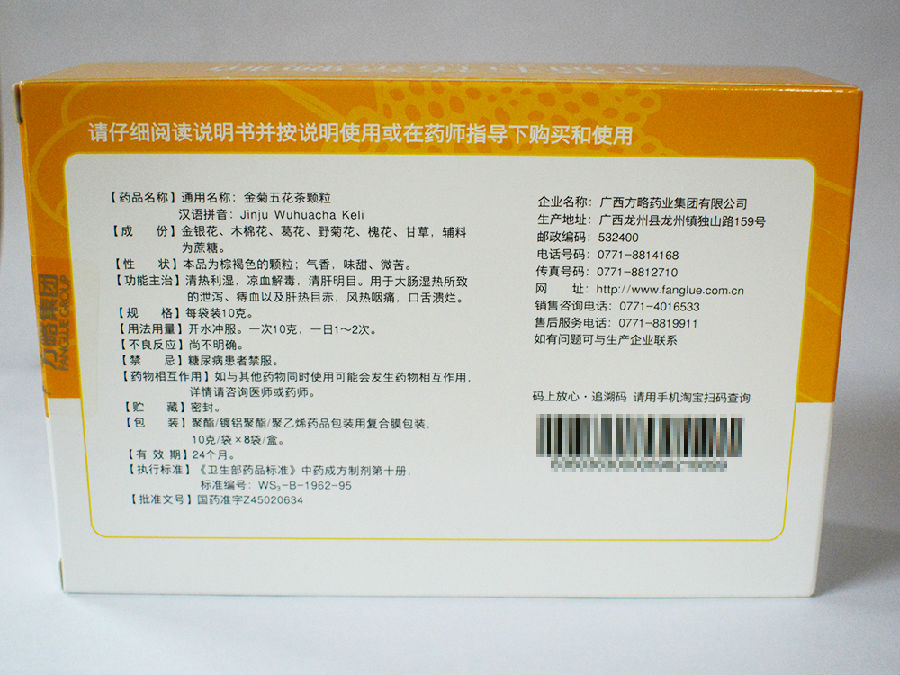 请仔细阅读说明书并按说明使用或在药师指导下购买和使用
【药品名称】通用名称：金菊五花茶颗粒
汉语拼音：Jinju Wuhuacha Keli
【成 份】金银花、木棉花、葛花、野菊花、槐花、甘草，辅料
为蔗糖。
【性 状】本品为棕褐色的颗粒；气香，味甜、微苦。
【功能主治】清热利湿，凉血解毒，清肝明目。用于大肠湿热所致
的泄泻、痔血以及肝热目赤，风热咽痛，口舌溃烂。
【规 格】每袋装10克。
【用法用量】开水冲服。一次10克，一日1～2次。
【不良反应】尚不明确。
【禁 忌】糖尿病患者禁服。
【药物相互作用】如与其他药物同时使用可能会发生药物相互作用，
详情请咨询医师或药师。
【贮 藏】密封。
【包 装】聚酯/镀铝聚酯/聚乙烯药品包装用复合膜包装，
10克/袋×8袋/盒。
【有 效 期】24个月。
【执行标准】《卫生部药品标准》中药成方制剂第十册，
标准编号：WS₃-B-1962-95
【批准文号】国药准字Z45020634
企业名称：广西方略药业集团有限公司
生产地址：广西龙州县龙州镇独山路159号
邮政编码：532400
电话号码：0771-8814168
传真号码：0771-8812710
网 址：http://www.fanglue.com.cn
销售咨询电话：0771-4016533
售后服务电话：0771-8819911
如有问题可与生产企业联系
码上放心·追溯码 请用手机淘宝扫码查询
方略集团
FANGLUE GROUP